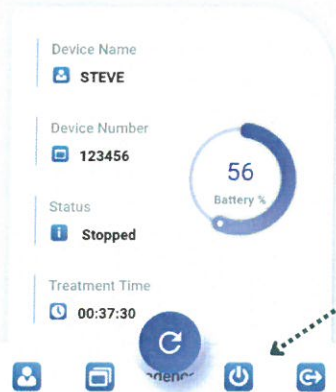 Device Name
STEVE
Device Number
123456
56
Battery %
Status
Stopped
Treatment Time
00:37:30